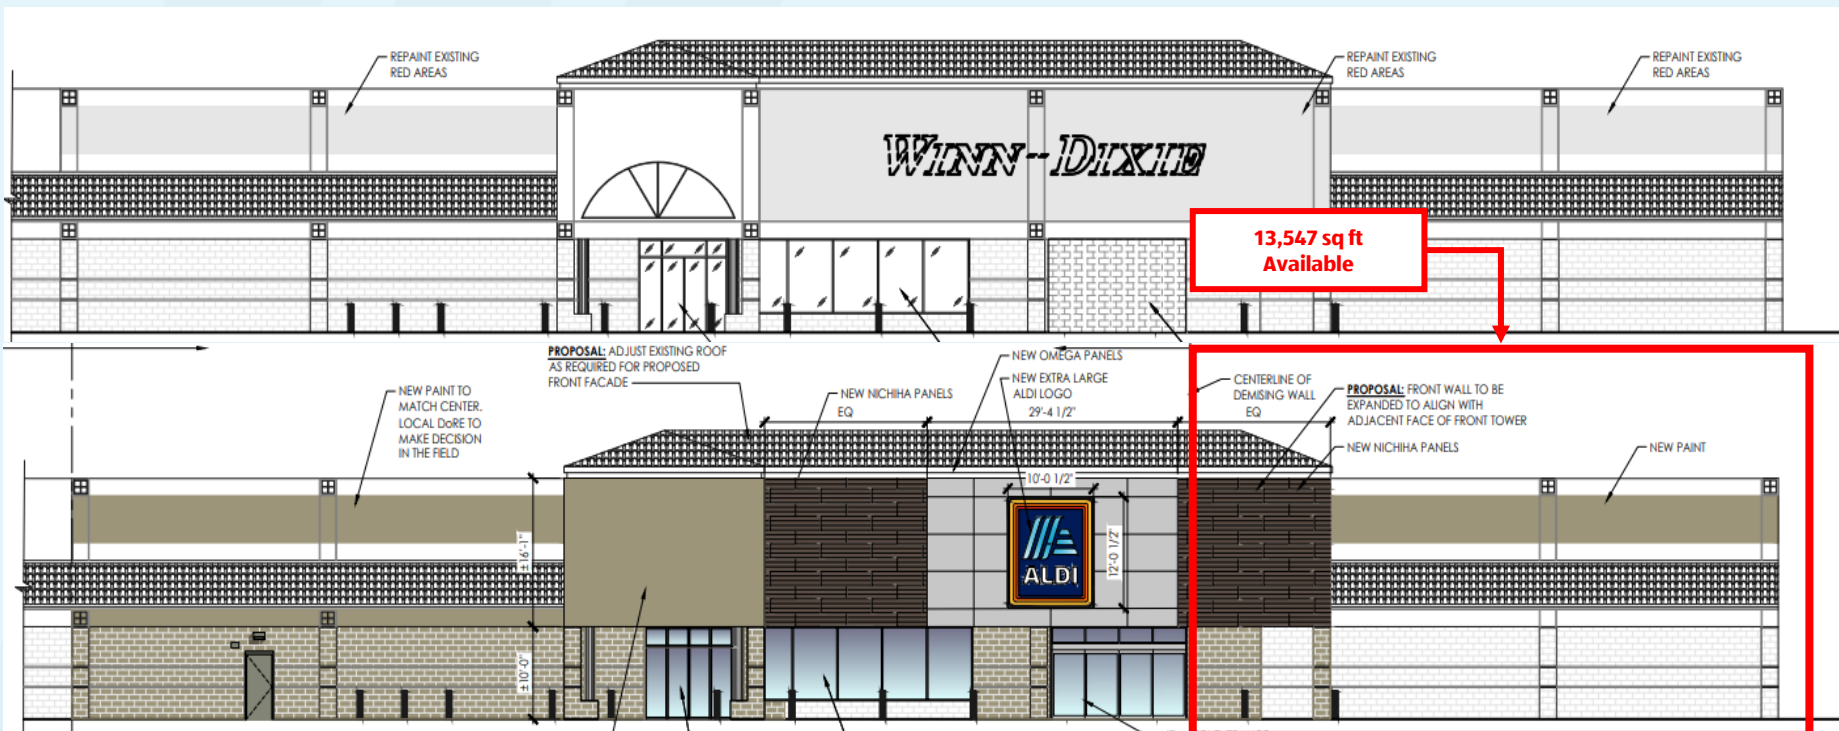 REPAINT EXISTING
RED AREAS
REPAINT EXISTING
RED AREAS
REPAINT EXISTING
RED AREAS
WINN-DIXIE
13,547 sq ft
Available
PROPOSAL: ADJUST EXISTING ROOF
AS REQUIRED FOR PROPOSED
FRONT FACADE
NEW PAINT TO
MATCH CENTER.
LOCAL DoRE TO
MAKE DECISION
IN THE FIELD
NEW NICHIHA PANELS
EQ
NEW OMEGA PANELS
NEW EXTRA LARGE
ALDI LOGO
29'-4 1/2"
CENTERLINE OF
DEMISING WALL
EQ
PROPOSAL: FRONT WALL TO BE
EXPANDED TO ALIGN WITH
ADJACENT FACE OF FRONT TOWER
NEW NICHIHA PANELS
NEW PAINT
10'-0 1/2"
12'-0 1/2"
ALDI
±16'-1"
±10'-0"